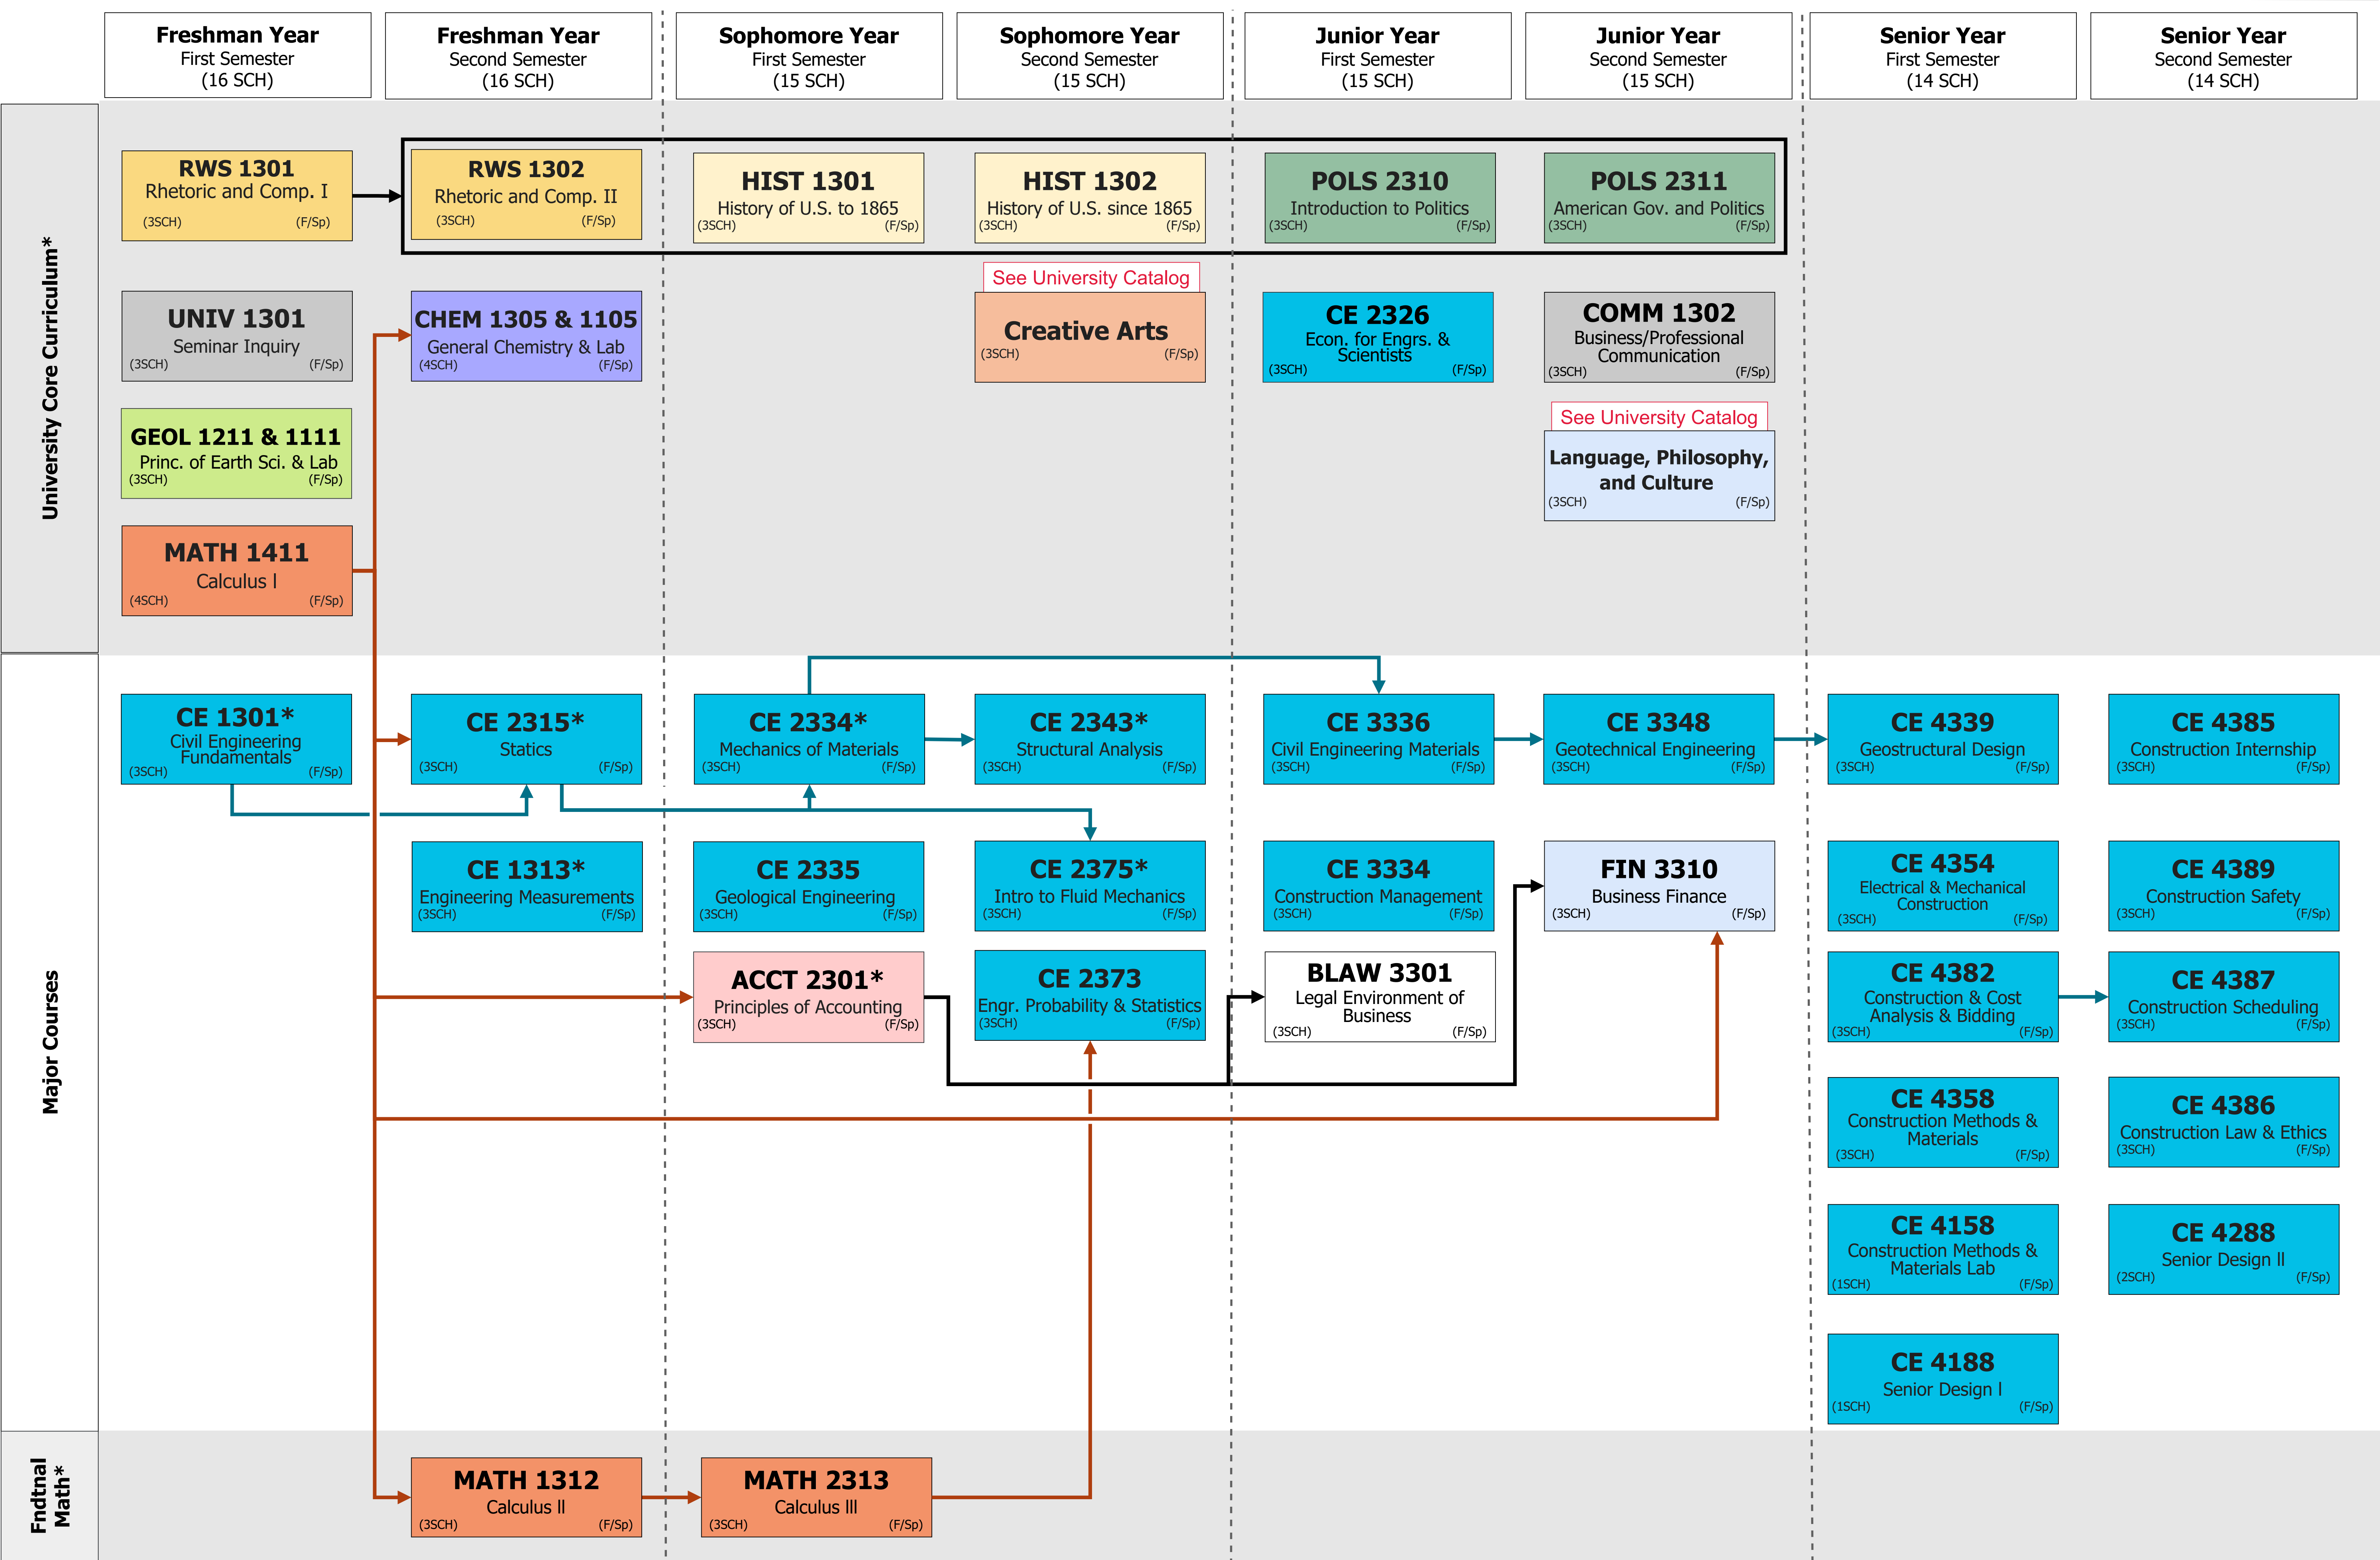 Freshman Year
First Semester
(16 SCH)
Freshman Year
Second Semester
(16 SCH)
Sophomore Year
First Semester
(15 SCH)
Sophomore Year
Second Semester
(15 SCH)
Junior Year
First Semester
(15 SCH)
Junior Year
Second Semester
(15 SCH)
Senior Year
First Semester
(14 SCH)
Senior Year
Second Semester
(14 SCH)
University Core Curriculum*
RWS 1301
Rhetoric and Comp. I
(3SCH) (F/Sp)
RWS 1302
Rhetoric and Comp. II
(3SCH) (F/Sp)
HIST 1301
History of U.S. to 1865
(3SCH) (F/Sp)
HIST 1302
History of U.S. since 1865
(3SCH) (F/Sp)
POLS 2310
Introduction to Politics
(3SCH) (F/Sp)
POLS 2311
American Gov. and Politics
(3SCH) (F/Sp)
UNIV 1301
Seminar Inquiry
(3SCH) (F/Sp)
CHEM 1305 & 1105
General Chemistry & Lab
(4SCH) (F/Sp)
See University Catalog
Creative Arts
(3SCH) (F/Sp)
CE 2326
Econ. for Engrs. &
Scientists
(3SCH) (F/Sp)
COMM 1302
Business/Professional
Communication
(3SCH) (F/Sp)
GEOL 1211 & 1111
Princ. of Earth Sci. & Lab
(3SCH) (F/Sp)
See University Catalog
Language, Philosophy,
and Culture
(3SCH) (F/Sp)
MATH 1411
Calculus I
(4SCH) (F/Sp)
Major Courses
CE 1301*
Civil Engineering
Fundamentals
(3SCH) (F/Sp)
CE 2315*
Statics
(3SCH) (F/Sp)
CE 2334*
Mechanics of Materials
(3SCH) (F/Sp)
CE 2343*
Structural Analysis
(3SCH) (F/Sp)
CE 3336
Civil Engineering Materials
(3SCH) (F/Sp)
CE 3348
Geotechnical Engineering
(3SCH) (F/Sp)
CE 4339
Geostructural Design
(3SCH) (F/Sp)
CE 4385
Construction Internship
(3SCH) (F/Sp)
CE 1313*
Engineering Measurements
(3SCH) (F/Sp)
CE 2335
Geological Engineering
(3SCH) (F/Sp)
CE 2375*
Intro to Fluid Mechanics
(3SCH) (F/Sp)
CE 3334
Construction Management
(3SCH) (F/Sp)
FIN 3310
Business Finance
(3SCH) (F/Sp)
CE 4354
Electrical & Mechanical
Construction
(3SCH) (F/Sp)
CE 4389
Construction Safety
(3SCH) (F/Sp)
ACCT 2301*
Principles of Accounting
(3SCH) (F/Sp)
CE 2373
Engr. Probability & Statistics
(3SCH) (F/Sp)
BLAW 3301
Legal Environment of
Business
(3SCH) (F/Sp)
CE 4382
Construction & Cost
Analysis & Bidding
(3SCH) (F/Sp)
CE 4387
Construction Scheduling
(3SCH) (F/Sp)
CE 4358
Construction Methods &
Materials
(3SCH) (F/Sp)
CE 4386
Construction Law & Ethics
(3SCH) (F/Sp)
CE 4158
Construction Methods &
Materials Lab
(1SCH) (F/Sp)
CE 4288
Senior Design II
(2SCH) (F/Sp)
CE 4188
Senior Design I
(1SCH) (F/Sp)
Fndtnal
Math*
MATH 1312
Calculus II
(3SCH) (F/Sp)
MATH 2313
Calculus III
(3SCH) (F/Sp)